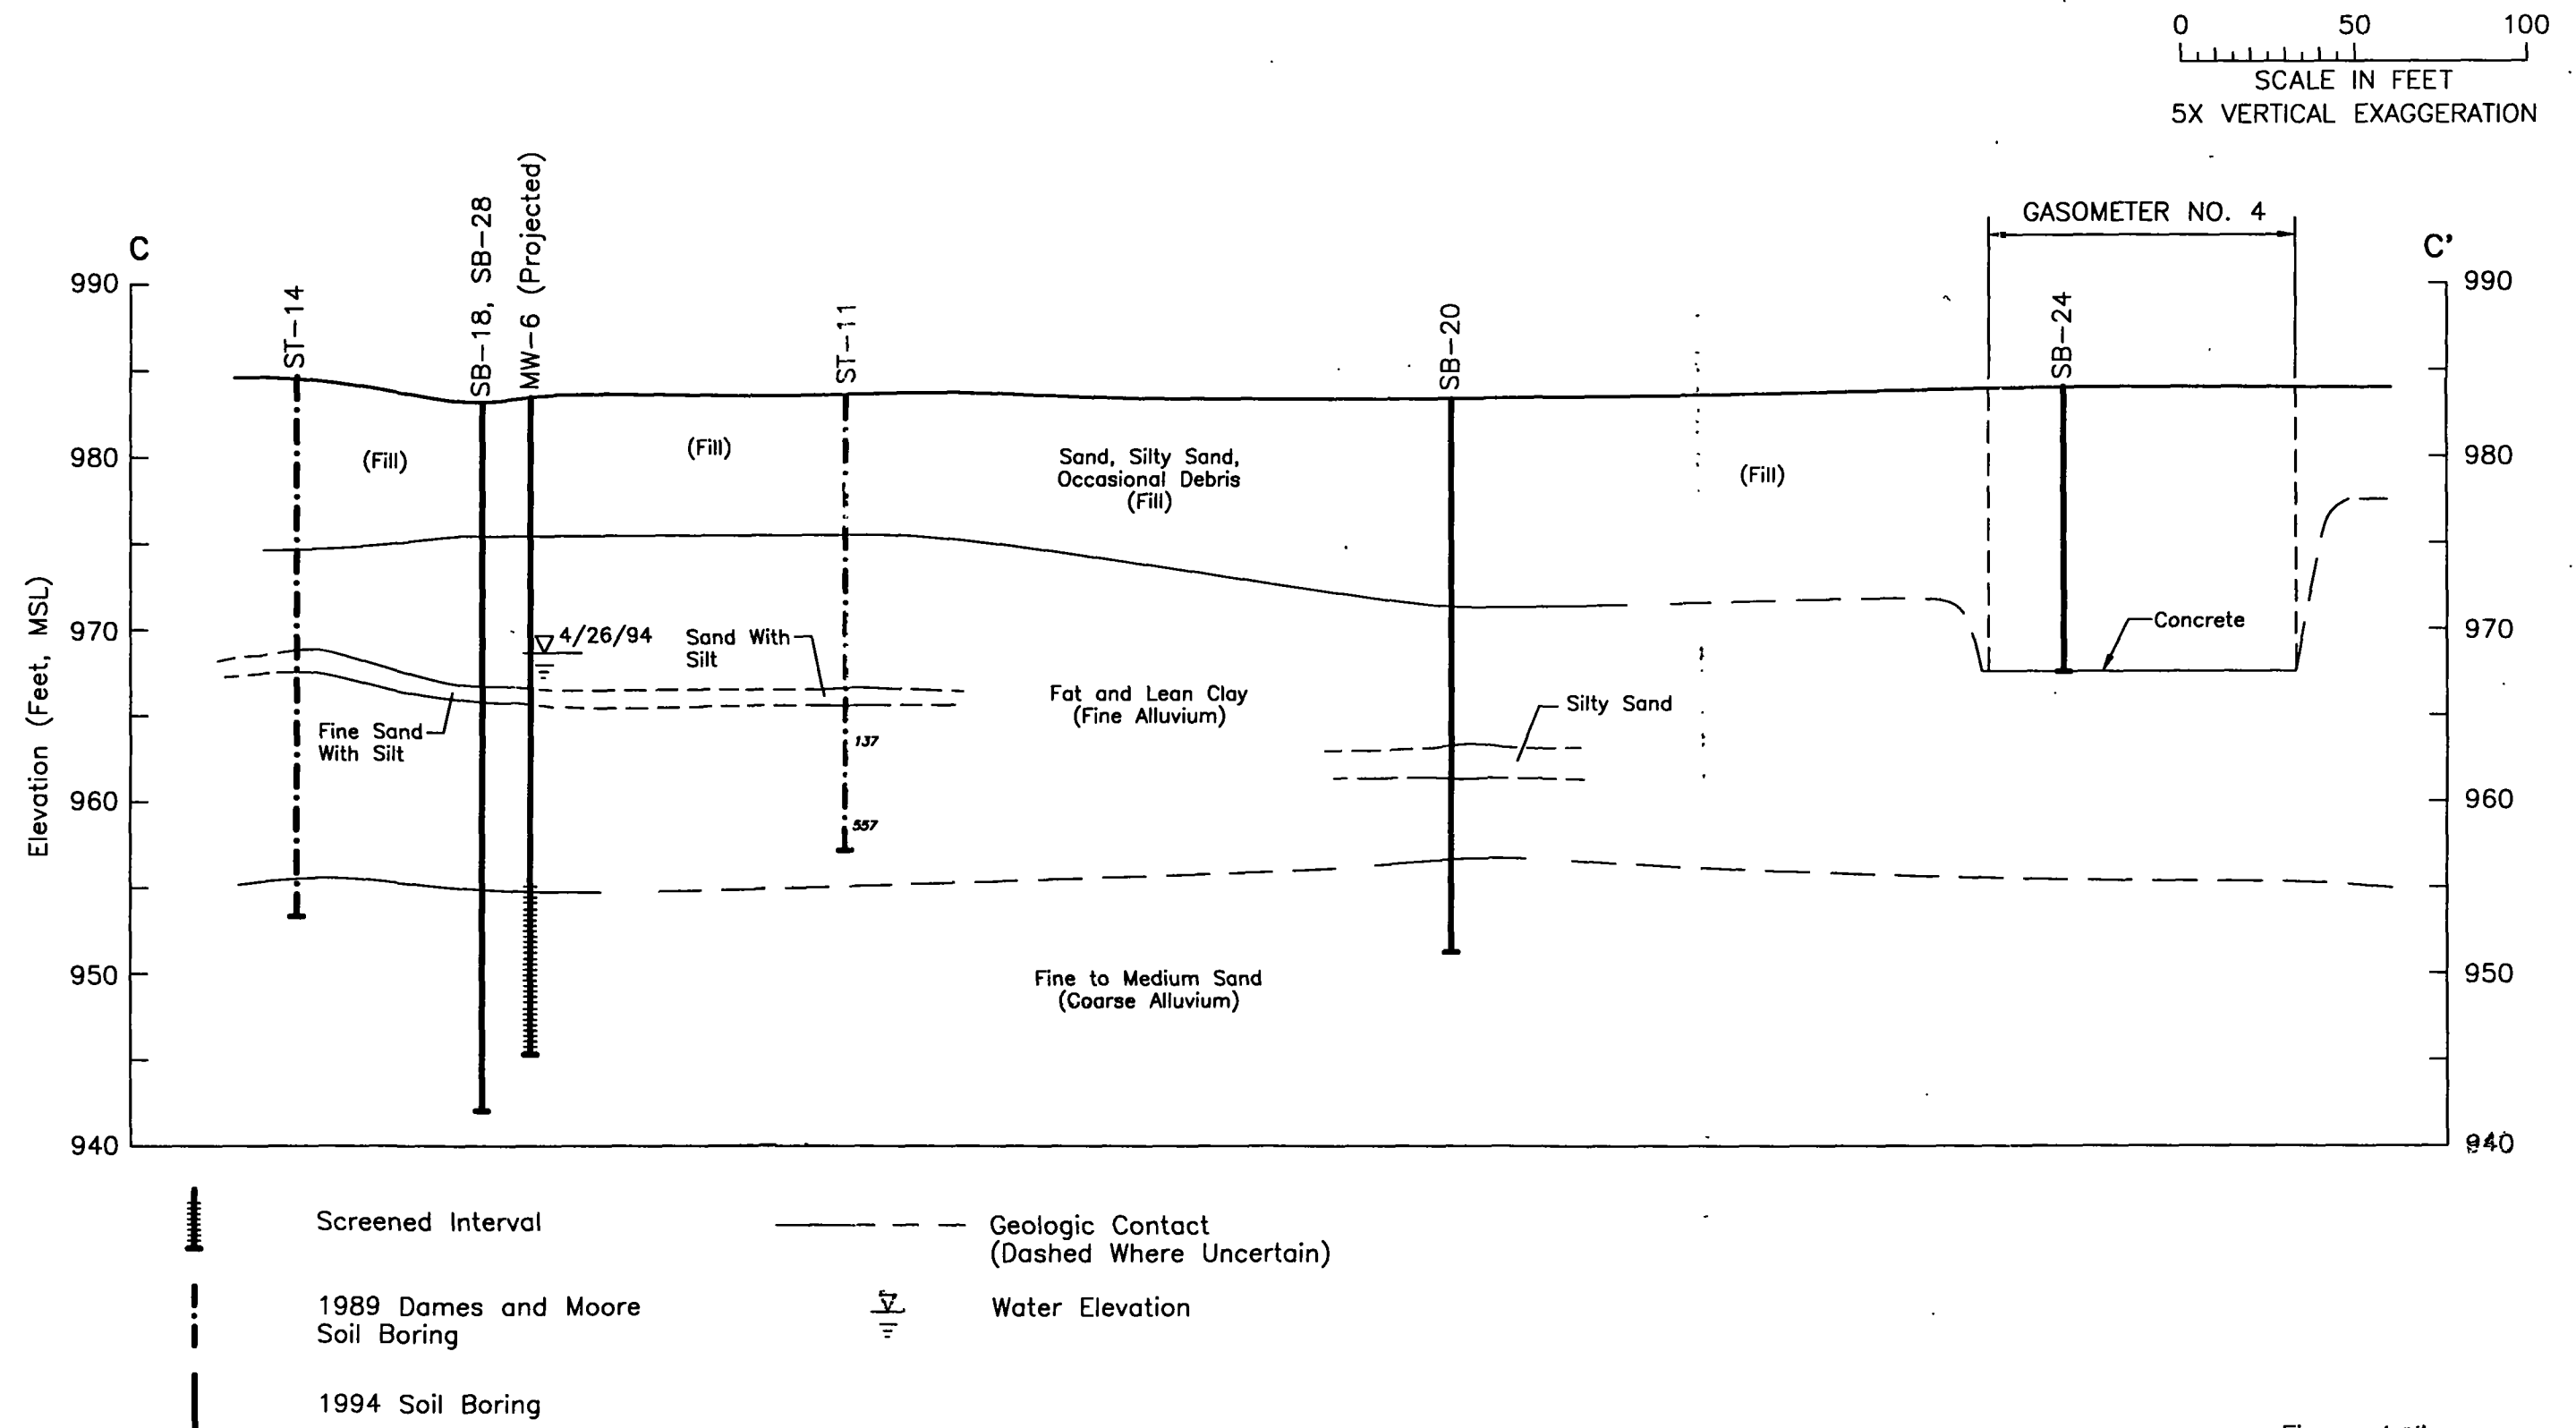 0 50 100
SCALE IN FEET
5X VERTICAL EXAGGERATION
GASOMETER NO. 4
C
C'
ST-14
SB-18, SB-28
MW-6 (Projected)
ST-11
SB-20
SB-24
990
980
970
960
950
940
Elevation (Feet, MSL)
990
980
970
960
950
940
(Fill)
(Fill)
Sand, Silty Sand,
Occasional Debris
(Fill)
(Fill)
4/26/94
Sand With
Silt
Concrete
Fine Sand
With Silt
137
557
Fat and Lean Clay
(Fine Alluvium)
Silty Sand
Fine to Medium Sand
(Coarse Alluvium)
Screened Interval
Geologic Contact
(Dashed Where Uncertain)
1989 Dames and Moore
Soil Boring
Water Elevation
1994 Soil Boring